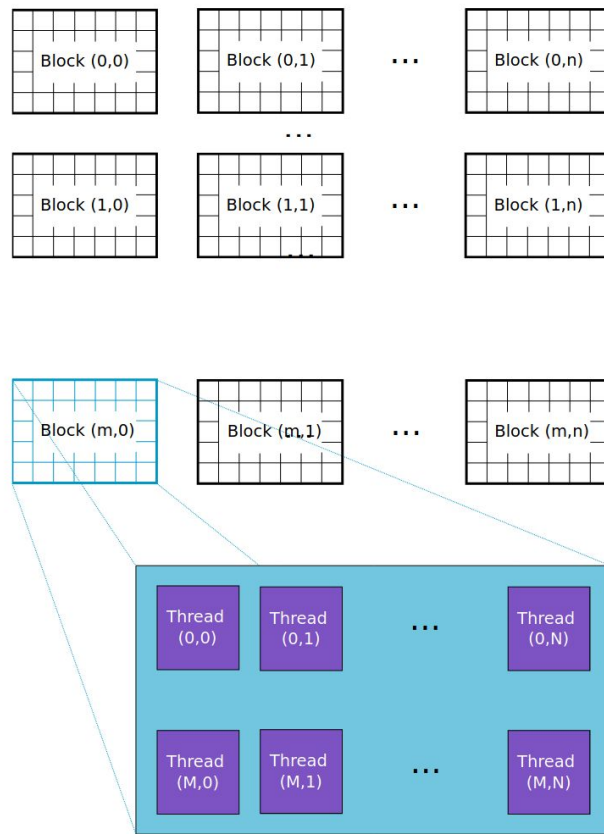 Block (0,0) Block (0,1) ... Block (0,n)
...
Block (1,0) Block (1,1) ... Block (1,n)
...
Block (m,0) Block (m,1) ... Block (m,n)
...
Thread Thread ... Thread
(0,0) (0,1) (0,N)
Thread Thread ... Thread
(M,0) (M,1) (M,N)